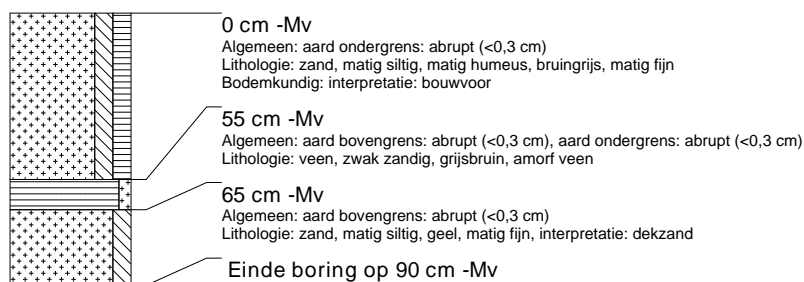 0 cm -Mv
Algemeen: aard ondergrens: abrupt (<0,3 cm)
Lithologie: zand, matig siltig, matig humeus, bruingrijs, matig fijn
Bodemkundig: interpretatie: bouwvoor
55 cm -Mv
Algemeen: aard bovengrens: abrupt (<0,3 cm), aard ondergrens: abrupt (<0,3 cm)
Lithologie: veen, zwak zandig, grijsbruin, amorf veen
65 cm -Mv
Algemeen: aard bovengrens: abrupt (<0,3 cm)
Lithologie: zand, matig siltig, geel, matig fijn, interpretatie: dekzand
Einde boring op 90 cm -Mv